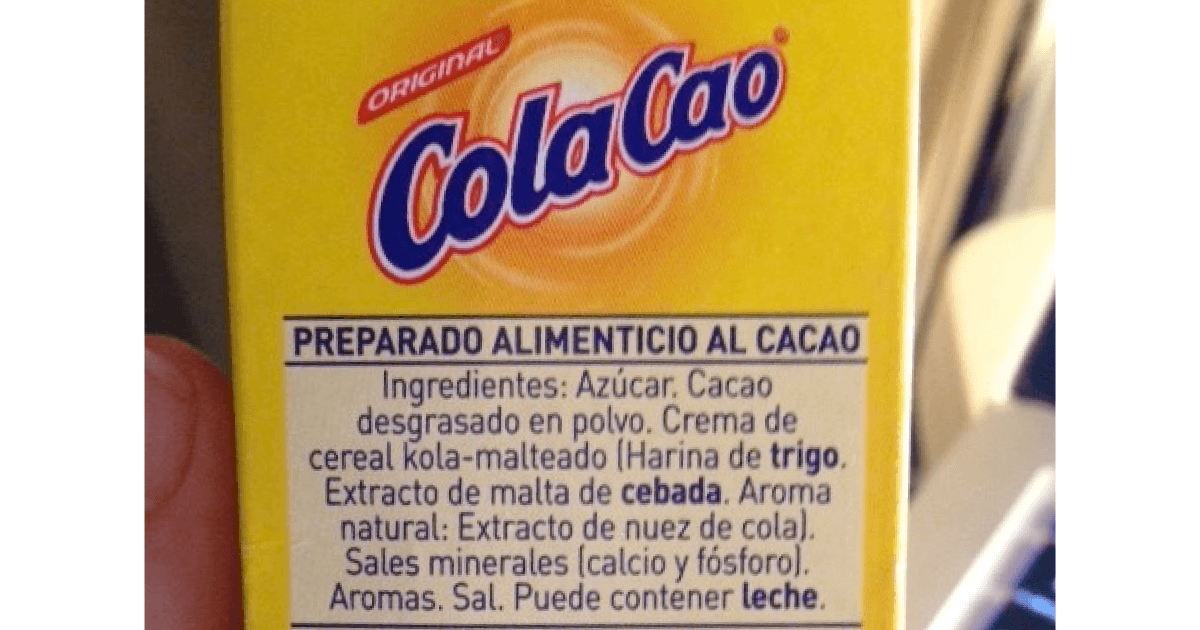 ORIGINAL
ColaCao®
PREPARADO ALIMENTICIO AL CACAO
Ingredientes: Azúcar. Cacao
desgrasado en polvo. Crema de
cereal kola-malteado (Harina de trigo.
Extracto de malta de cebada. Aroma
natural: Extracto de nuez de cola).
Sales minerales (calcio y fósforo).
Aromas. Sal. Puede contener leche.